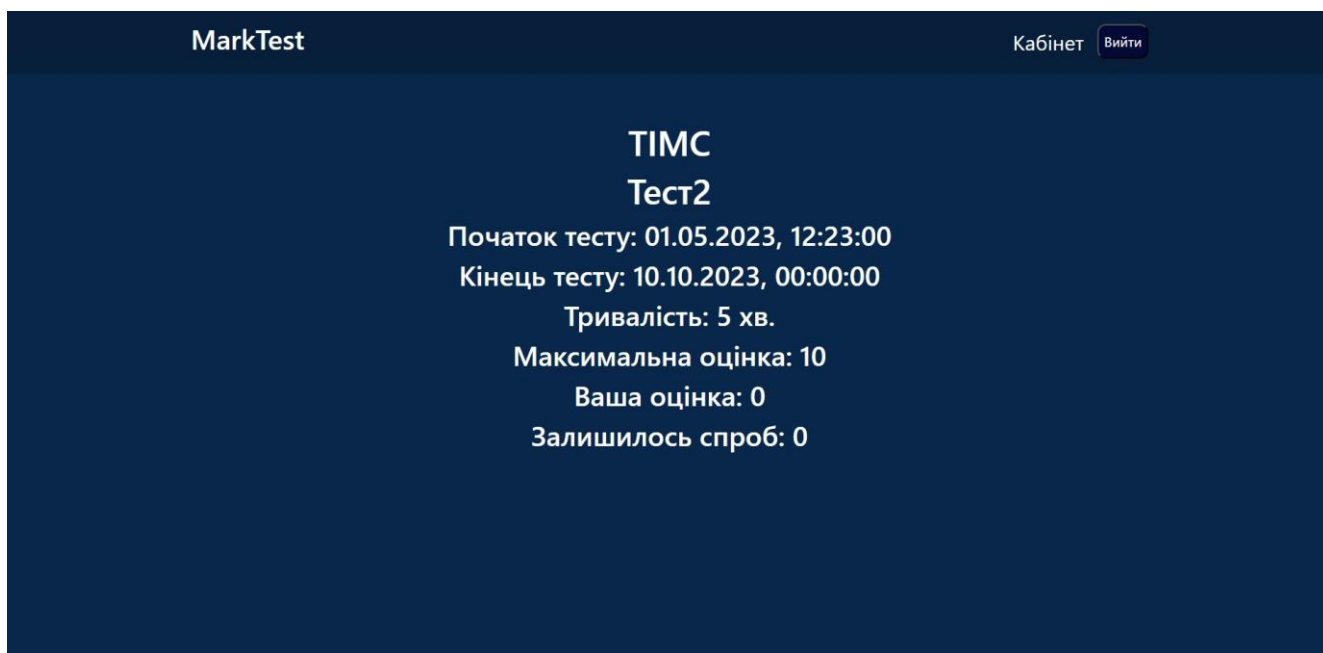 MarkTest
Кабінет Вийти
ТІМС
Тест2
Початок тесту: 01.05.2023, 12:23:00
Кінець тесту: 10.10.2023, 00:00:00
Тривалість: 5 хв.
Максимальна оцінка: 10
Ваша оцінка: 0
Залишилось спроб: 0